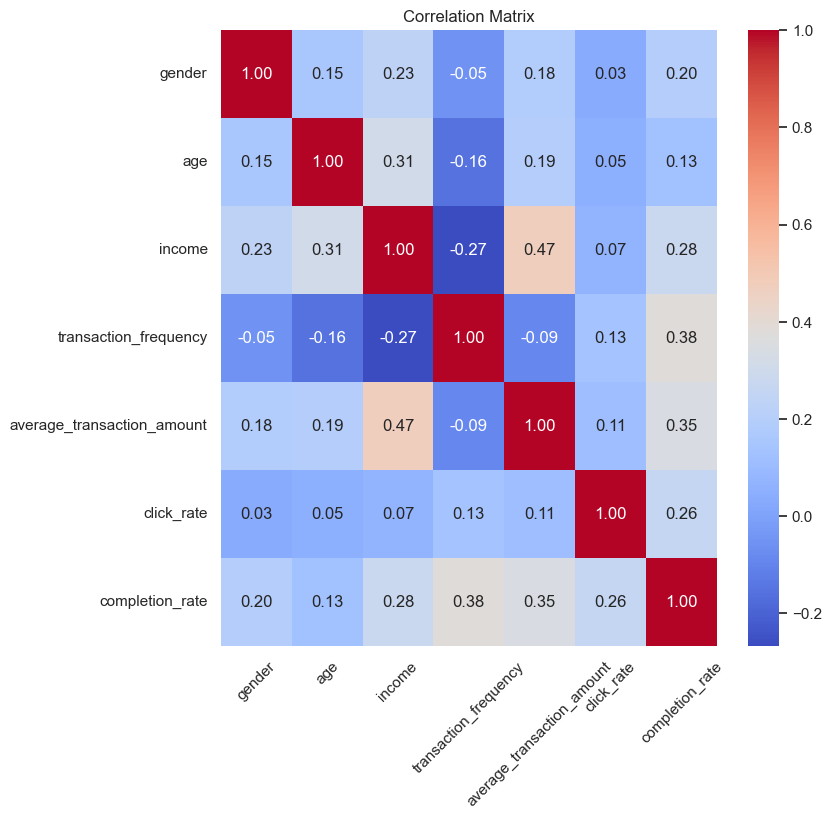 Correlation Matrix
gender 1.00 0.15 0.23 -0.05 0.18 0.03 0.20
age 0.15 1.00 0.31 -0.16 0.19 0.05 0.13
income 0.23 0.31 1.00 -0.27 0.47 0.07 0.28
transaction_frequency -0.05 -0.16 -0.27 1.00 -0.09 0.13 0.38
average_transaction_amount 0.18 0.19 0.47 -0.09 1.00 0.11 0.35
click_rate 0.03 0.05 0.07 0.13 0.11 1.00 0.26
completion_rate 0.20 0.13 0.28 0.38 0.35 0.26 1.00
gender
age
income
transaction_frequency
average_transaction_amount
click_rate
completion_rate
1.0
0.8
0.6
0.4
0.2
0.0
−0.2